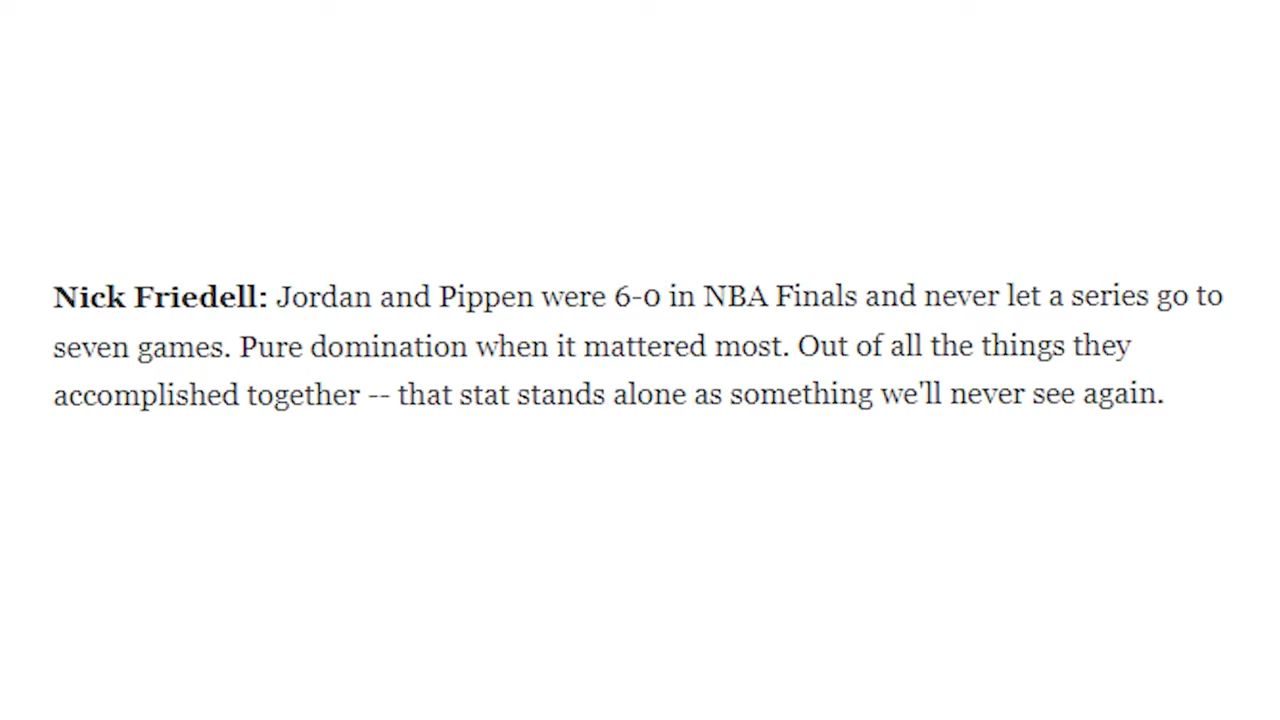 Nick Friedell: Jordan and Pippen were 6-0 in NBA Finals and never let a series go to
seven games. Pure domination when it mattered most. Out of all the things they
accomplished together -- that stat stands alone as something we'll never see again.